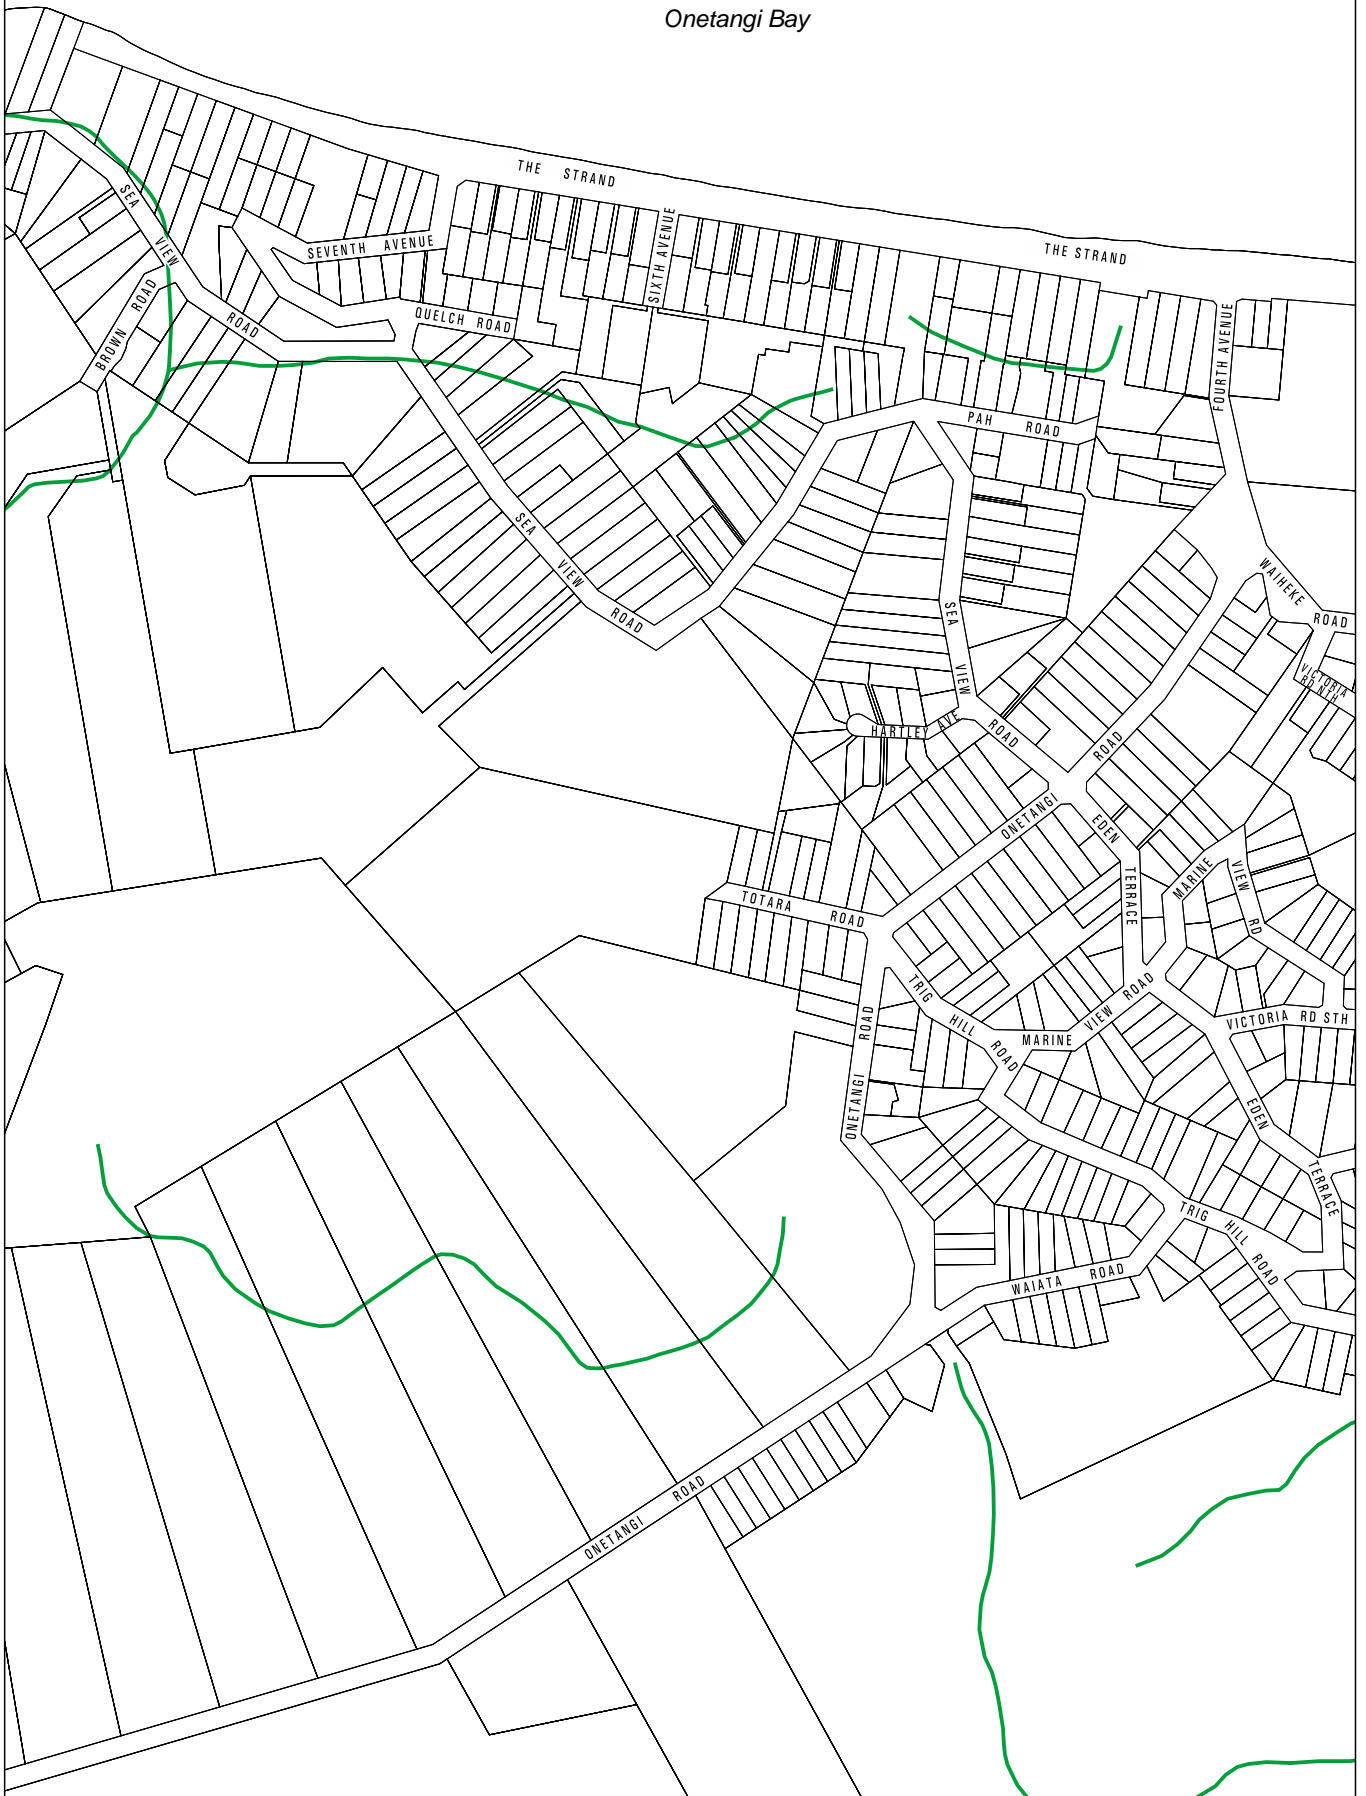 Onetangi Bay
THE STRAND
THE STRAND
SEA VIEW ROAD
SEVENTH AVENUE
SIXTH AVENUE
BROWN ROAD
QUELCH ROAD
FOURTH AVENUE
PAH ROAD
SEA VIEW ROAD
WAIHEKE ROAD
SEA VIEW ROAD
VICTORIA
RD NTH
HARTLEY AVE
ONETANGI ROAD
EDEN TERRACE
MARINE VIEW RD
TOTARA ROAD
TRIG HILL ROAD
MARINE VIEW ROAD
VICTORIA RD STH
ONETANGI ROAD
EDEN TERRACE
TRIG HILL ROAD
WAIATA ROAD
ONETANGI ROAD